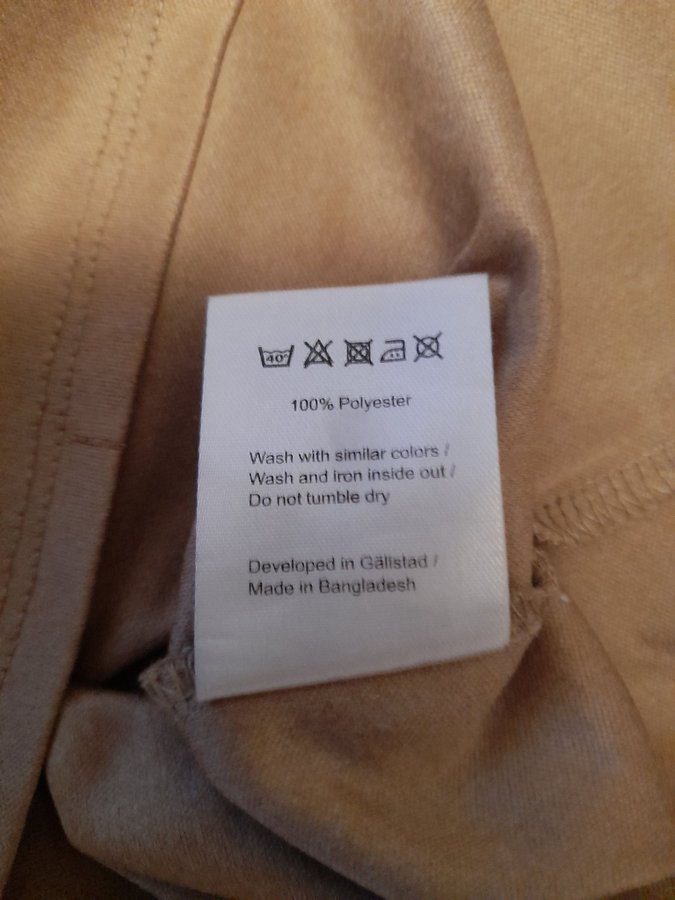 40°
100% Polyester
Wash with similar colors /
Wash and iron inside out /
Do not tumble dry
Developed in Gällstad /
Made in Bangladesh